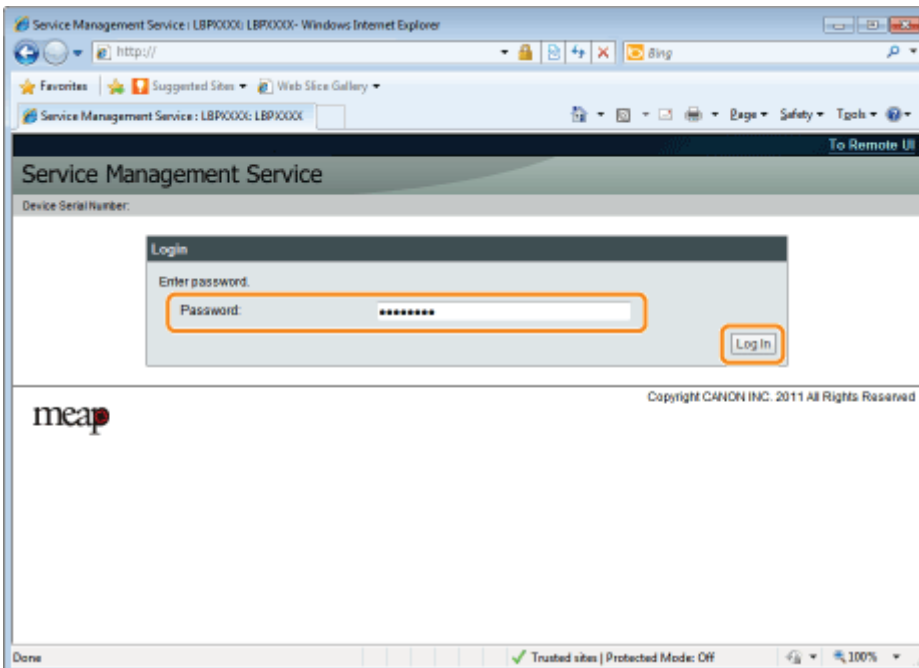 Service Management Service : LBPXXXX: LBPXXXX- Windows Internet Explorer
http://
Bing
Favorites Suggested Sites Web Slice Gallery
Service Management Service : LBPXXXX: LBPXXXX Page Safety Tools
To Remote UI
Service Management Service
Device Serial Number:
Login
Enter password.
Password: ••••••••
Log In
Copyright CANON INC. 2011 All Rights Reserved
meap
Done Trusted sites | Protected Mode: Off 100%